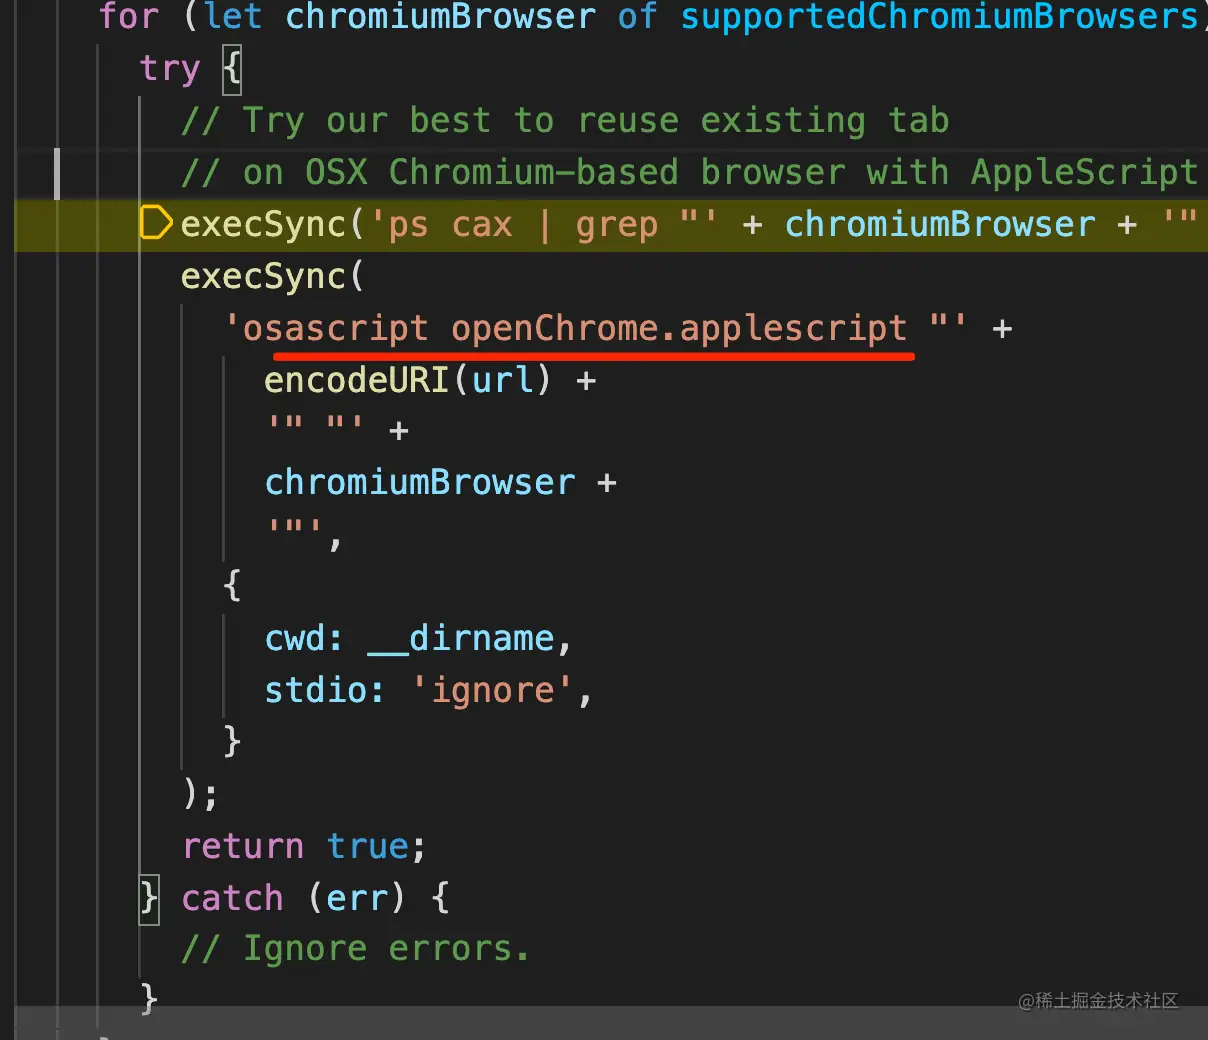 for (let chromiumBrowser of supportedChromiumBrowsers)
try {
// Try our best to reuse existing tab
// on OSX Chromium-based browser with AppleScript
execSync('ps cax | grep "' + chromiumBrowser + '"
execSync(
'osascript openChrome.applescript "' +
encodeURI(url) +
'" "' +
chromiumBrowser +
'"',
{
cwd: __dirname,
stdio: 'ignore',
}
);
return true;
} catch (err) {
// Ignore errors.
}
@稀土掘金技术社区